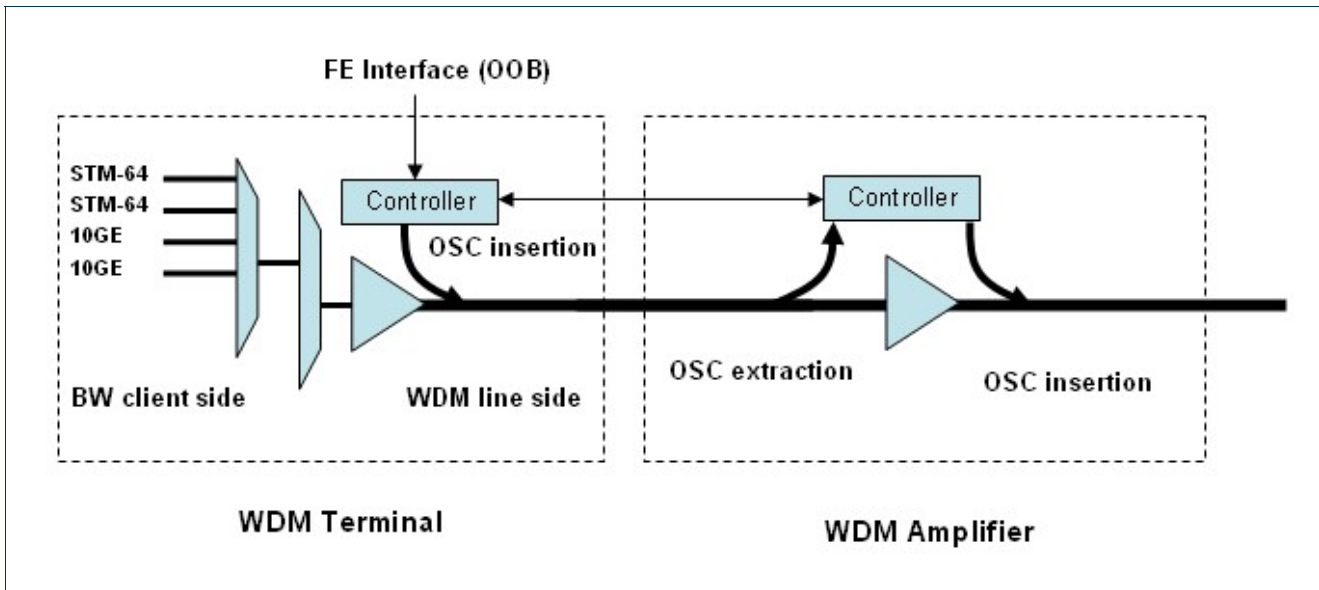 FE Interface (OOB)
STM-64
STM-64
10GE
10GE
Controller
Controller
OSC insertion
BW client side
WDM line side
OSC extraction
OSC insertion
WDM Terminal
WDM Amplifier